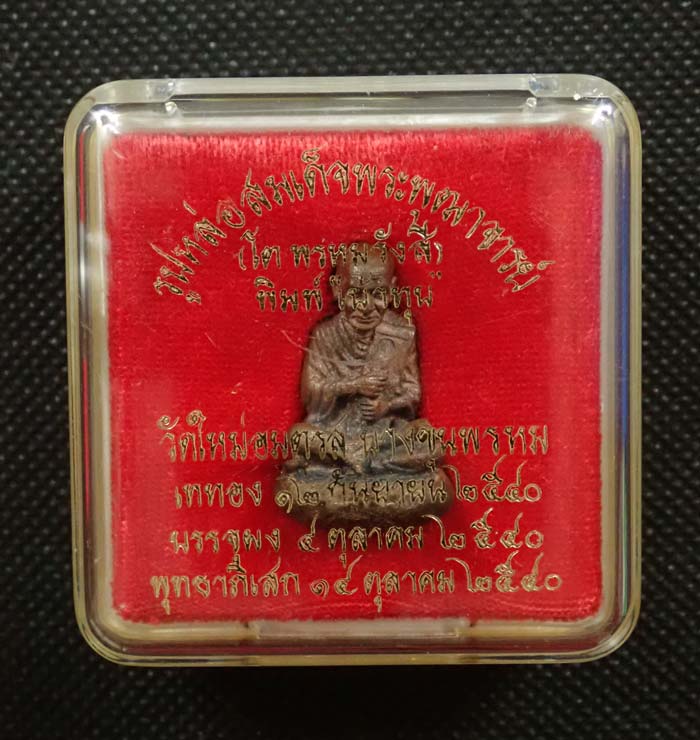 รูปหล่อสมเด็จพระพุฒาจารย์
(โต พรหมรังสี)
พิมพ์
วัดใหม่อมตรส บางขุนพรหม
เททอง ๑๒ กันยายน ๒๕๔๐
บรรจุผง ๔ ตุลาคม ๒๕๔๐
พุทธาภิเสก ๑๔ ตุลาคม ๒๕๔๐